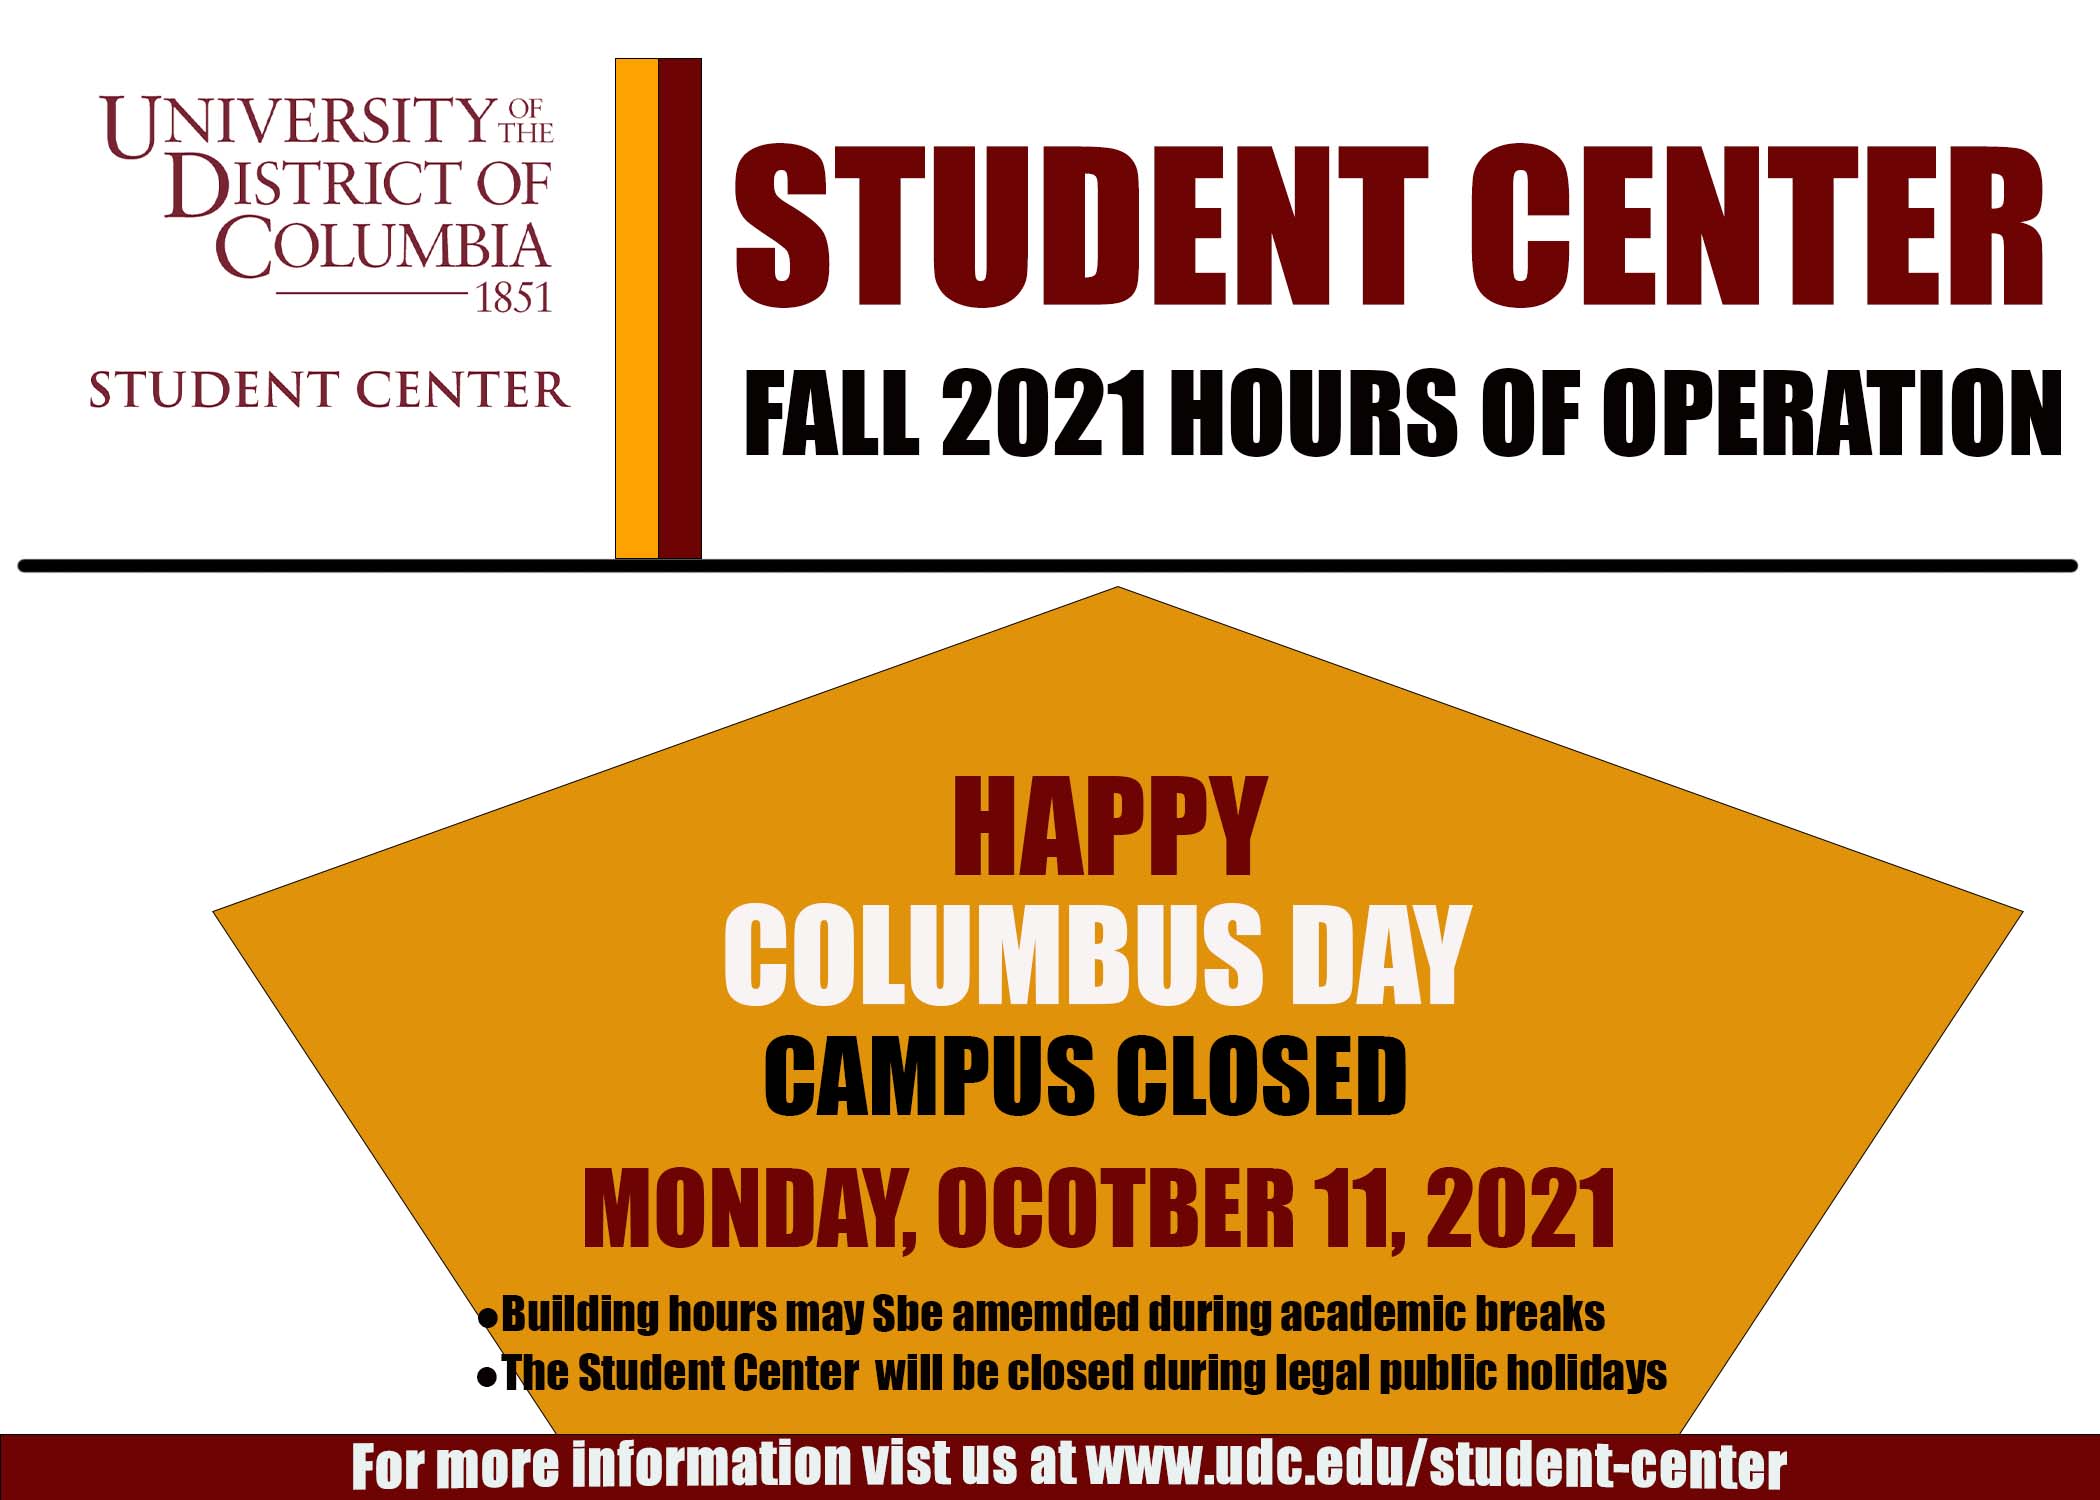 UNIVERSITY OF THE
DISTRICT OF
COLUMBIA
1851
STUDENT CENTER
STUDENT CENTER
FALL 2021 HOURS OF OPERATION
HAPPY
COLUMBUS DAY
CAMPUS CLOSED
MONDAY, OCOTBER 11, 2021
•Building hours may Sbe amemded during academic breaks
•The Student Center will be closed during legal public holidays
For more information vist us at www.udc.edu/student-center